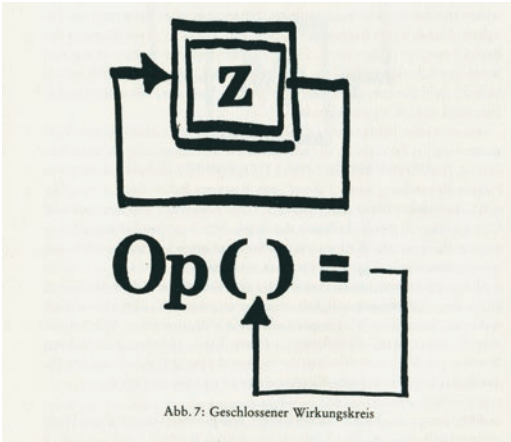 Z
Op( ) =
Abb. 7: Geschlossener Wirkungskreis